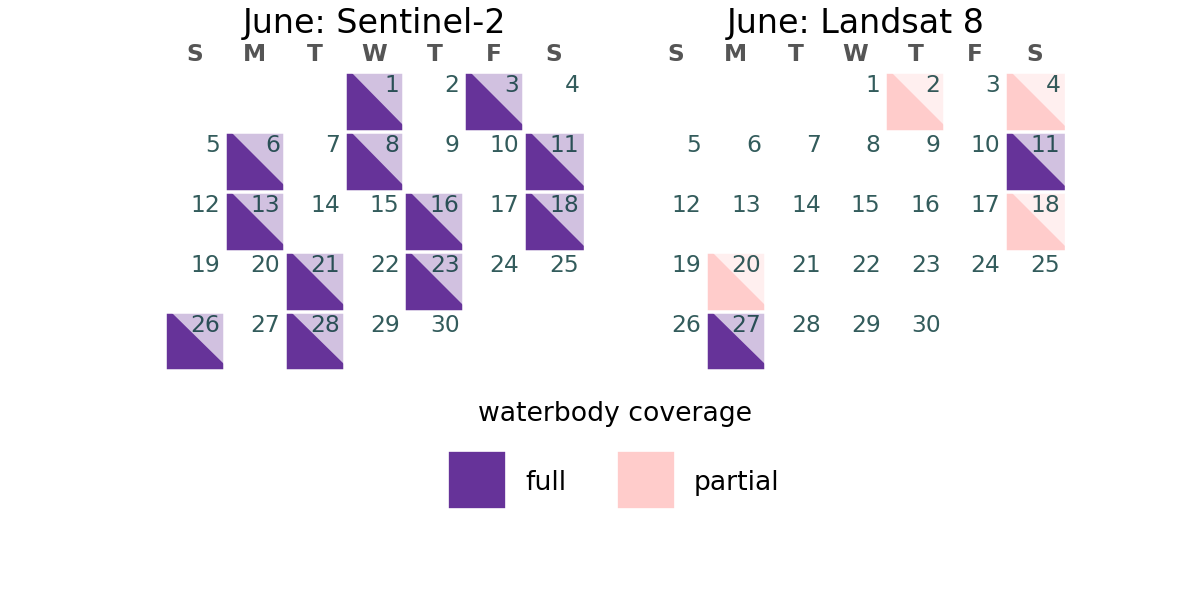 June: Sentinel-2
S M T W T F S
1 2 3 4
5 6 7 8 9 10 11
12 13 14 15 16 17 18
19 20 21 22 23 24 25
26 27 28 29 30
June: Landsat 8
S M T W T F S
1 2 3 4
5 6 7 8 9 10 11
12 13 14 15 16 17 18
19 20 21 22 23 24 25
26 27 28 29 30
waterbody coverage
full partial